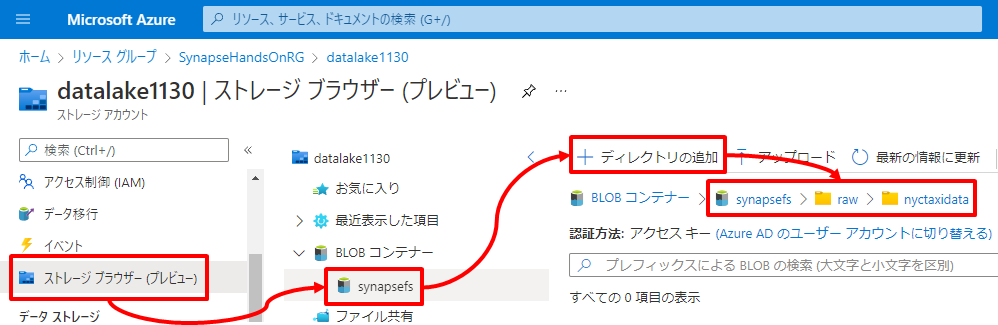 Microsoft Azure
リソース、サービス、ドキュメントの検索 (G+/)
ホーム > リソース グループ > SynapseHandsOnRG > datalake1130
datalake1130 | ストレージ ブラウザー (プレビュー) ...
ストレージ アカウント
検索 (Ctrl+/) «
アクセス制御 (IAM)
データ移行
イベント
ストレージ ブラウザー (プレビュー)
データ ストレージ
datalake1130
お気に入り
最近表示した項目
BLOB コンテナー
synapsefs
ファイル共有
+ ディレクトリの追加 アップロード 最新の情報に更新
BLOB コンテナー > synapsefs > raw > nyctaxidata
認証方法: アクセス キー (Azure AD のユーザー アカウントに切り替える)
プレフィックスによる BLOB の検索 (大文字と小文字を区別)
すべての 0 項目の表示